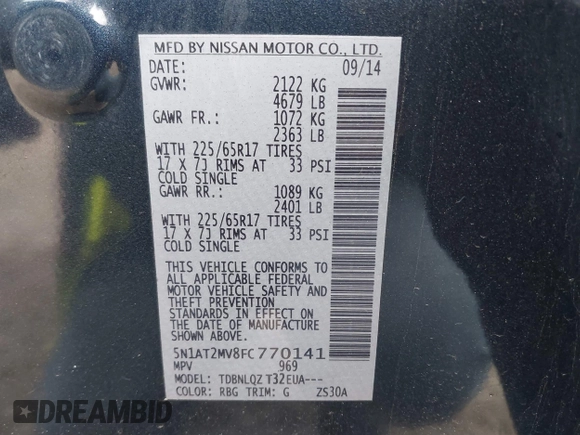 MFD BY NISSAN MOTOR CO., LTD.
DATE: 09/14
GVWR: 2122 KG
4679 LB
GAWR FR.: 1072 KG
2363 LB
WITH 225/65R17 TIRES
17 X 7J RIMS AT 33 PSI
COLD SINGLE
GAWR RR.: 1089 KG
2401 LB
WITH 225/65R17 TIRES
17 X 7J RIMS AT 33 PSI
COLD SINGLE
THIS VEHICLE CONFORMS TO
ALL APPLICABLE FEDERAL
MOTOR VEHICLE SAFETY AND
THEFT PREVENTION
STANDARDS IN EFFECT ON
THE DATE OF MANUFACTURE
SHOWN ABOVE.
5N1AT2MV8FC770141
MPV 969
MODEL: TDBNLQZ T32EUA---
COLOR: RBG TRIM: G ZS30A
DNBIDFAX